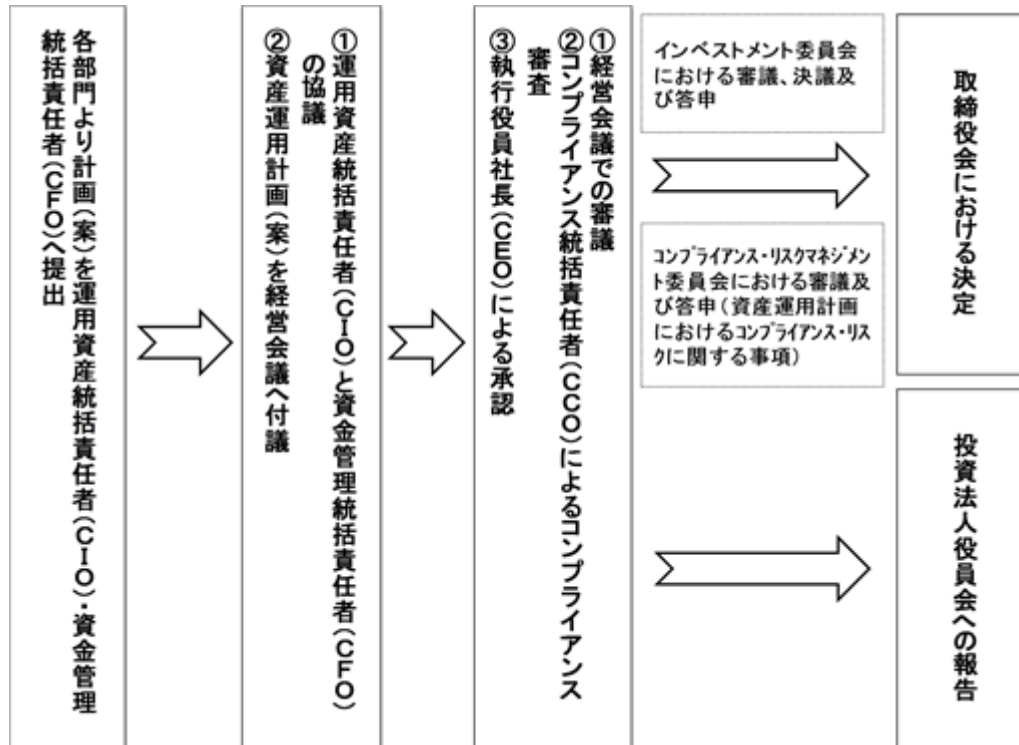 各部門より計画(案)を運用資産統括責任者(CIO)・資金管理
統括責任者(CFO)へ提出
①運用資産統括責任者(CIO)と資金管理統括責任者(CFO)
の協議
②資産運用計画(案)を経営会議へ付議
①経営会議での審議
②コンプライアンス統括責任者(CCO)によるコンプライアンス
審査
③執行役員社長(CEO)による承認
インベストメント委員会
における審議、決議及
び答申
コンプライアンス・リスクマネジメン
ト委員会における審議及
び答申(資産運用計画
におけるコンプライアンス・リス
クに関する事項)
取締役会における決定
投資法人役員会への報告